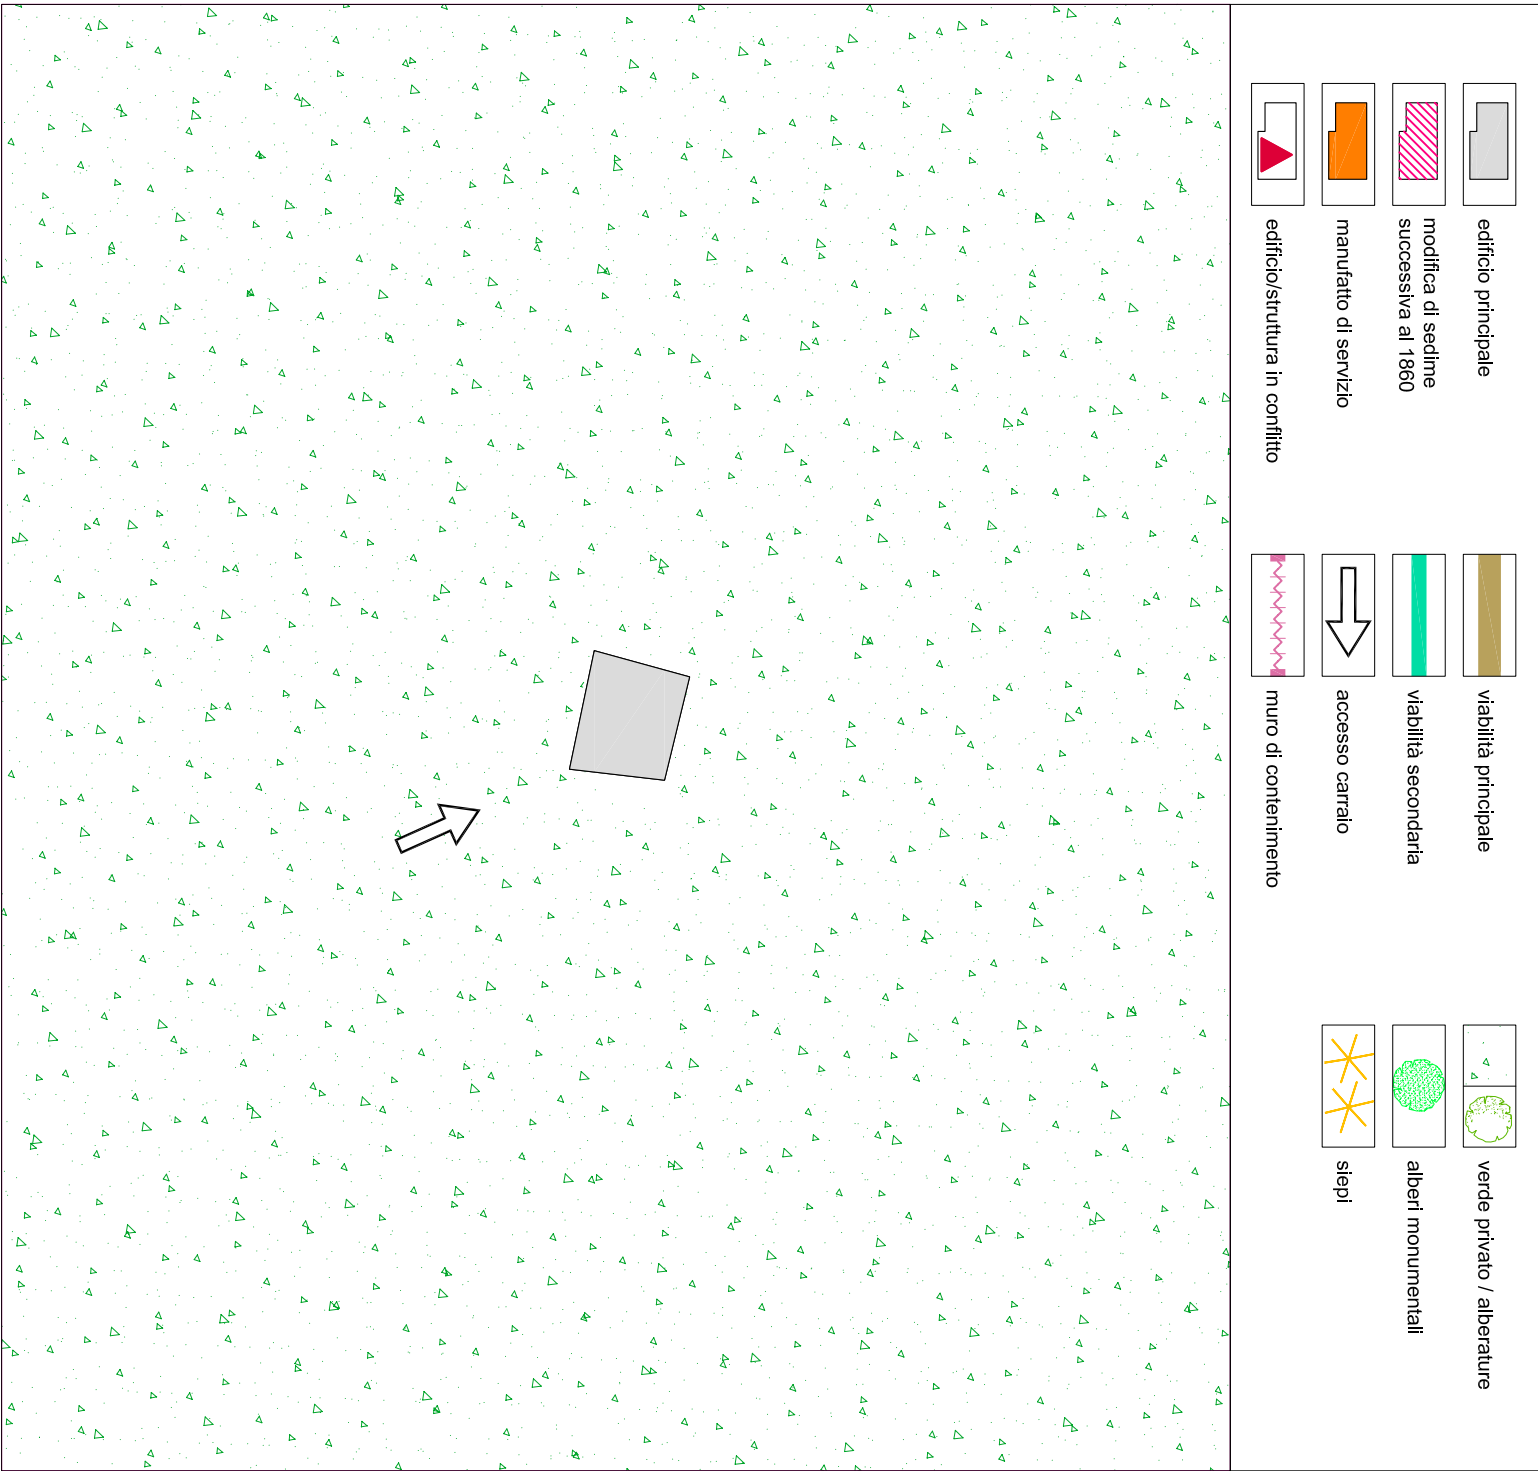 edificio principale
modifica di sedime
successiva al 1860
manufatto di servizio
edificio/struttura in conflitto
viabilità principale
viabilità secondaria
accesso carraio
muro di contenimento
verde privato / alberature
alberi monumentali
siepi